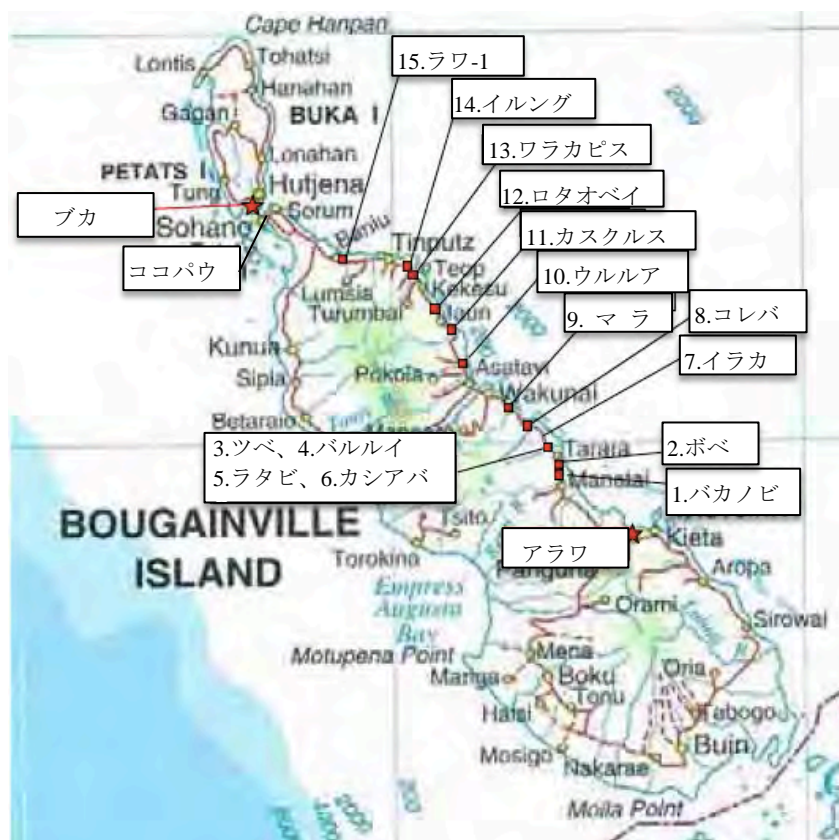 Cape Hanpan
Lontis
Tohatsi
Hanahan
Gagan
BUKA I
Lonahan
PETATS I
Hutjena
Sohano
Sorum
15.ラワ-1
14.イルング
13.ワラカピス
12.ロタオベイ
11.カスクルス
10.ウルルア
9. マ ラ
8.コレバ
7.イラカ
ブカ
ココパウ
Baniu
Tinputz
Teop
Kekesu
Lumsia
Turumbai
Kunua
Sipia
Pokoia
Asatavi
Wakunai
Betaraio
3.ツベ、4.バルルイ
5.ラタビ、6.カシアバ
Tarara
2.ボベ
Manetai
1.バカノビ
BOUGAINVILLE
ISLAND
Tsito
Torokina
アラワ
Kieta
Panguna
Aropa
Empress
Augusta
Bay
Orami
Sirowai
Motupena Point
Mena
Mariga
Boku
Oria
Haisi
Tonu
Tabogo
Mosigo
Buin
Nakarae
Moila Point
200
2000